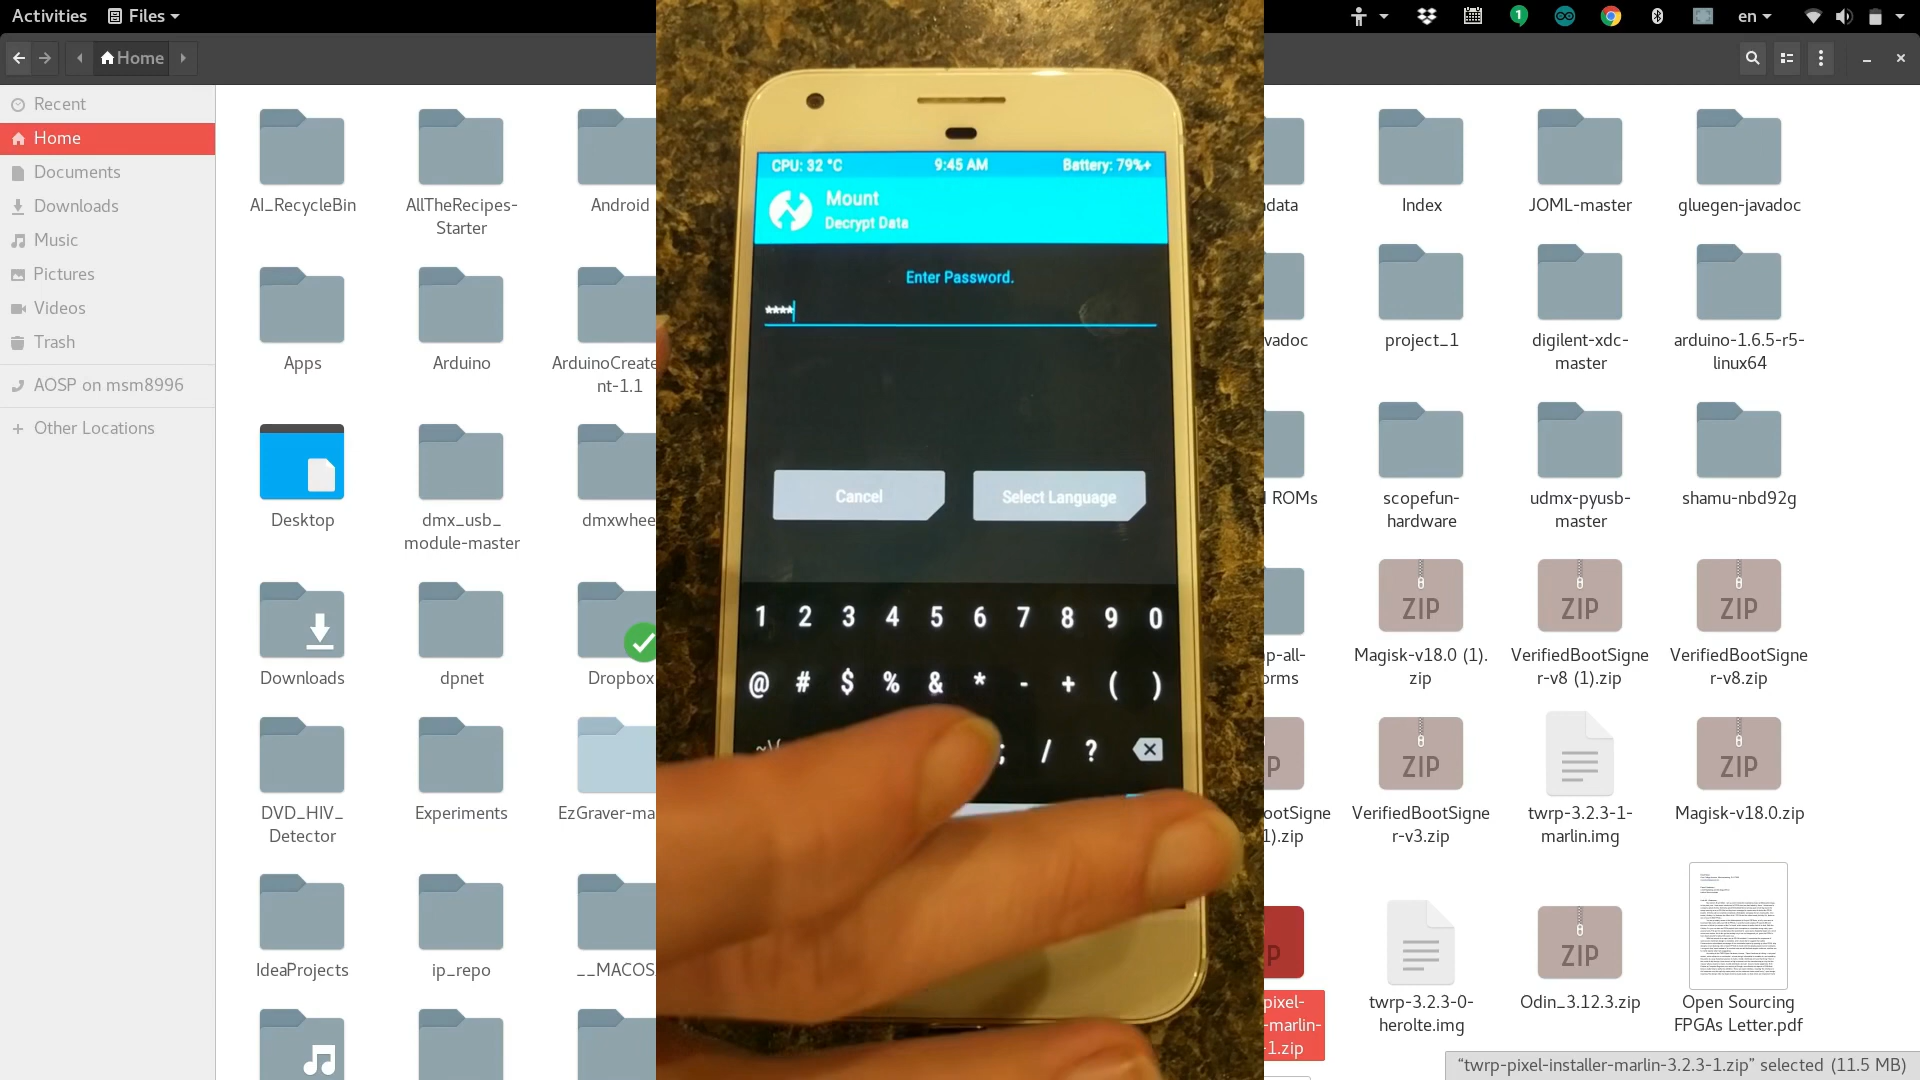 Activities
Files
en
1
Home
Recent
Home
Documents
Downloads
Music
Pictures
Videos
Trash
AOSP on msm8996
Other Locations
AI_RecycleBin
AllTheRecipes-
Starter
Android
Apps
Arduino
ArduinoCreate
nt-1.1
Desktop
dmx_usb_
module-master
dmxwhee
Downloads
dpnet
Dropbox
DVD_HIV_
Detector
Experiments
EzGraver-ma
IdeaProjects
ip_repo
__MACOS
CPU: 32 °C
9:45 AM
Battery: 79%+
Mount
Decrypt Data
Enter Password.
****
Cancel
Select Language
1 2 3 4 5 6 7 8 9 0
@ # $ % & * - + ( )
; / ?
data
Index
JOML-master
gluegen-javadoc
vadoc
project_1
digilent-xdc-
master
arduino-1.6.5-r5-
linux64
ROMs
scopefun-
hardware
udmx-pyusb-
master
shamu-nbd92g
ZIP
ZIP
ZIP
p-all-
orms
Magisk-v18.0 (1).
zip
VerifiedBootSigne
r-v8 (1).zip
VerifiedBootSigne
r-v8.zip
P
ZIP
ZIP
ootSigne
1).zip
VerifiedBootSigne
r-v3.zip
twrp-3.2.3-1-
marlin.img
Magisk-v18.0.zip
P
ZIP
pixel-
-marlin-
-1.zip
twrp-3.2.3-0-
herolte.img
Odin_3.12.3.zip
Open Sourcing
FPGAs Letter.pdf
“twrp-pixel-installer-marlin-3.2.3-1.zip” selected (11.5 MB)